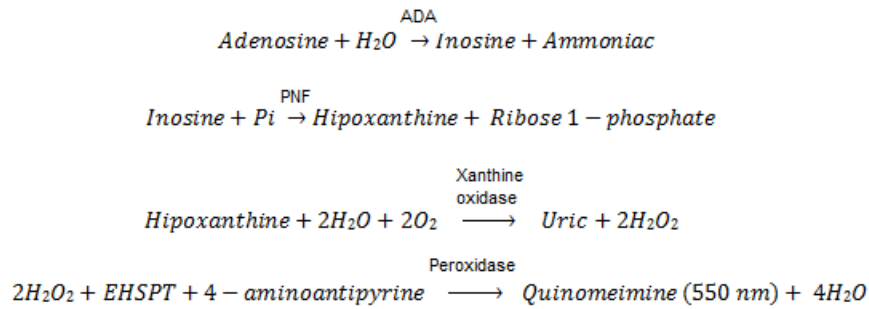 ADA
Adenosine + H₂O → Inosine + Ammoniac
PNF
Inosine + Pi → Hipoxanthine + Ribose 1 − phosphate
Xanthine
oxidase
Hipoxanthine + 2H₂O + 2O₂ ⟶ Uric + 2H₂O₂
Peroxidase
2H₂O₂ + EHSPT + 4 − aminoantipyrine ⟶ Quinomeimine (550 nm) + 4H₂O